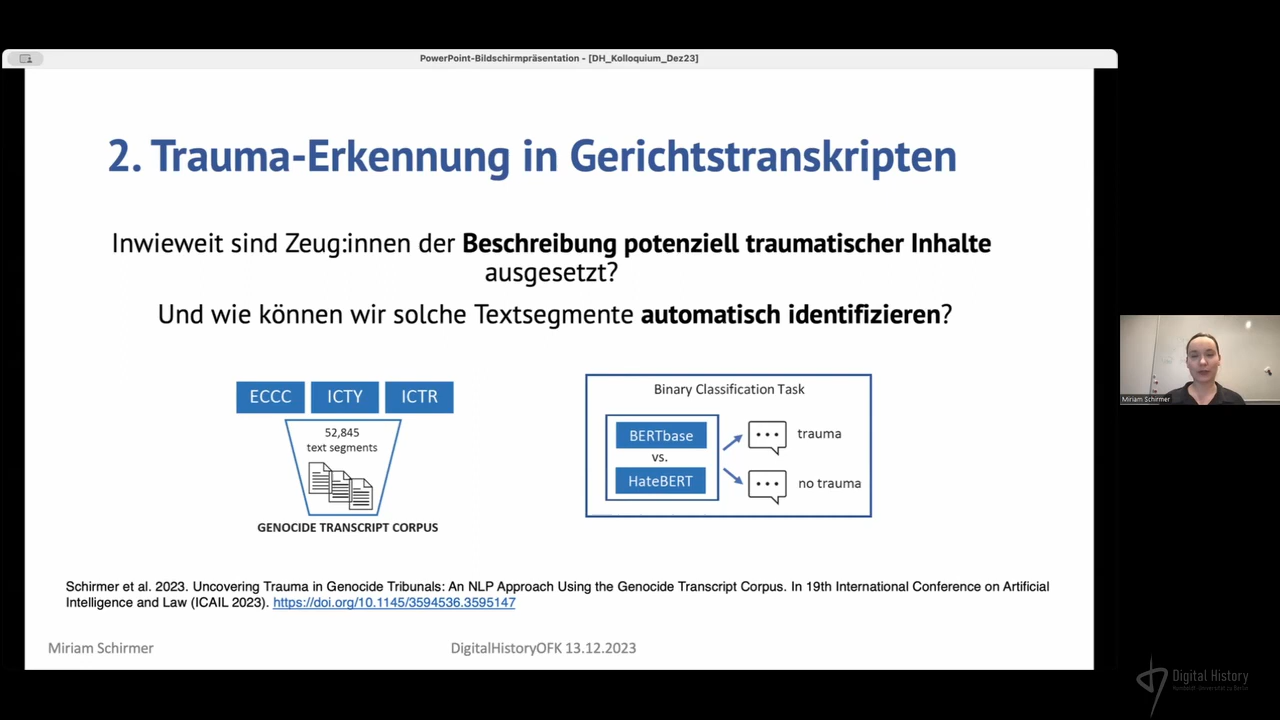 PowerPoint-Bildschirmpräsentation - [DH_Kolloquium_Dez23]
2. Trauma-Erkennung in Gerichtstranskripten
Inwieweit sind Zeug:innen der Beschreibung potenziell traumatischer Inhalte
ausgesetzt?
Und wie können wir solche Textsegmente automatisch identifizieren?
ECCC ICTY ICTR
52,845
text segments
GENOCIDE TRANSCRIPT CORPUS
Binary Classification Task
BERTbase
vs.
HateBERT
trauma
no trauma
Schirmer et al. 2023. Uncovering Trauma in Genocide Tribunals: An NLP Approach Using the Genocide Transcript Corpus. In 19th International Conference on Artificial
Intelligence and Law (ICAIL 2023). https://doi.org/10.1145/3594536.3595147
Miriam Schirmer DigitalHistoryOFK 13.12.2023
Miriam Schirmer
Digital History
Humboldt-Universität zu Berlin